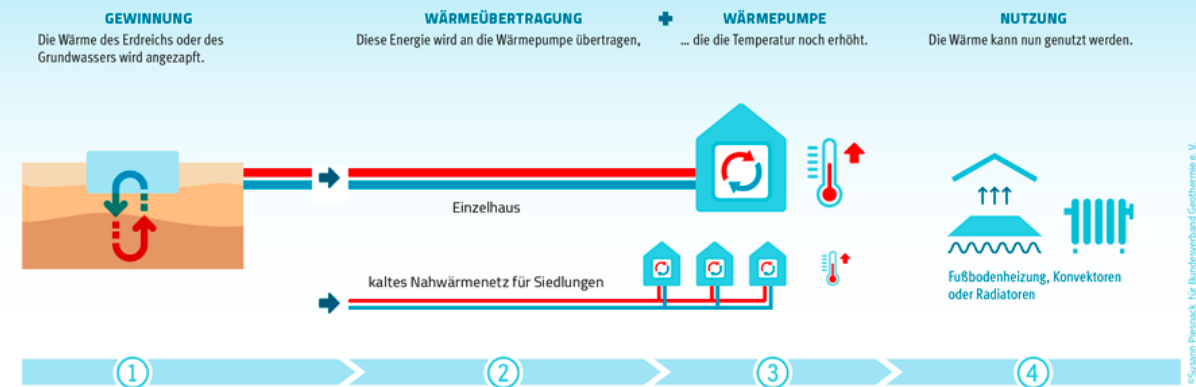 GEWINNUNG
Die Wärme des Erdreichs oder des
Grundwassers wird angezapft.
WÄRMEÜBERTRAGUNG
Diese Energie wird an die Wärmepumpe übertragen,
WÄRMEPUMPE
... die die Temperatur noch erhöht.
NUTZUNG
Die Wärme kann nun genutzt werden.
Einzelhaus
kaltes Nahwärmenetz für Siedlungen
Fußbodenheizung, Konvektoren
oder Radiatoren
Susann Piesnack für Bundesverband Geothermie e. V.
1
2
3
4